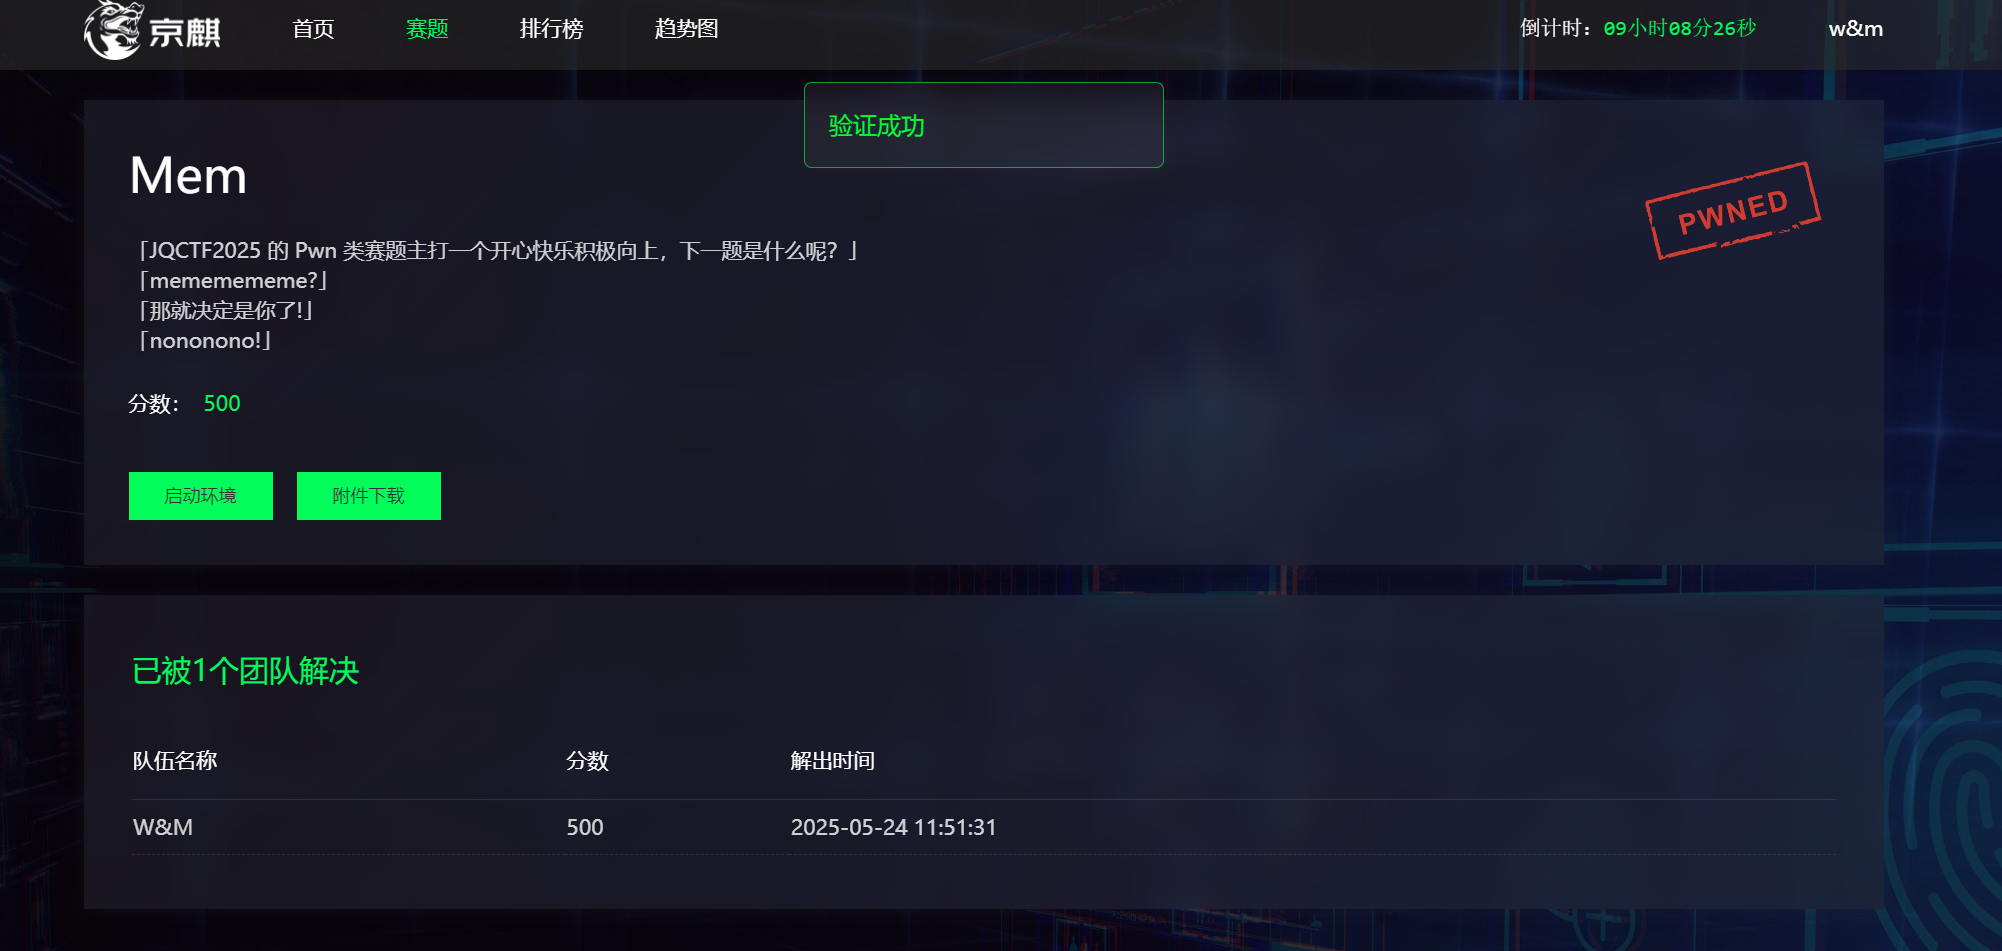 京麒 首页 赛题 排行榜 趋势图 倒计时：09小时08分26秒 w&m
验证成功
Mem
PWNED
「JQCTF2025 的 Pwn 类赛题主打一个开心快乐积极向上，下一题是什么呢？」
「memememeeme?」
「那就决定是你了!」
「nononono!」
分数： 500
启动环境 附件下载
已被1个团队解决
队伍名称 分数 解出时间
W&M 500 2025-05-24 11:51:31